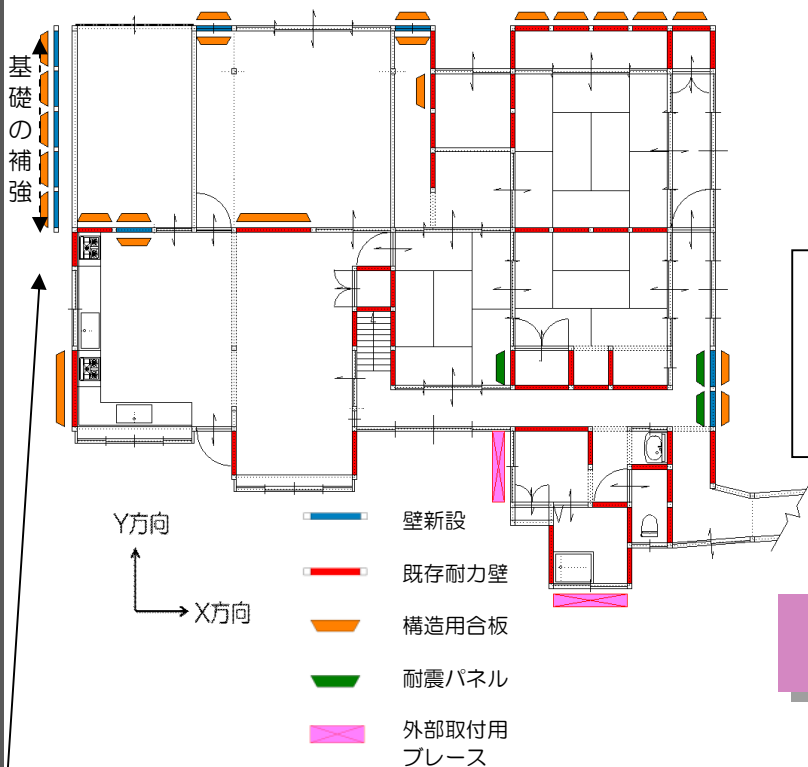 基礎の補強
Y方向
X方向
壁新設
既存耐力壁
構造用合板
耐震パネル
外部取付用
ブレース